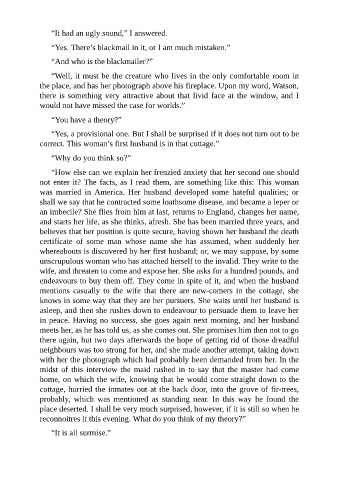 “It had an ugly sound,” I answered.
“Yes. There’s blackmail in it, or I am much mistaken.”
“And who is the blackmailer?”
“Well, it must be the creature who lives in the only comfortable room in
the place, and has her photograph above his fireplace. Upon my word, Watson,
there is something very attractive about that livid face at the window, and I
would not have missed the case for worlds.”
“You have a theory?”
“Yes, a provisional one. But I shall be surprised if it does not turn out to be
correct. This woman’s first husband is in that cottage.”
“Why do you think so?”
“How else can we explain her frenzied anxiety that her second one should
not enter it? The facts, as I read them, are something like this: This woman
was married in America. Her husband developed some hateful qualities; or
shall we say that he contracted some loathsome disease, and became a leper or
an imbecile? She flies from him at last, returns to England, changes her name,
and starts her life, as she thinks, afresh. She has been married three years, and
believes that her position is quite secure, having shown her husband the death
certificate of some man whose name she has assumed, when suddenly her
whereabouts is discovered by her first husband; or, we may suppose, by some
unscrupulous woman who has attached herself to the invalid. They write to the
wife, and threaten to come and expose her. She asks for a hundred pounds, and
endeavours to buy them off. They come in spite of it, and when the husband
mentions casually to the wife that there are new-comers in the cottage, she
knows in some way that they are her pursuers. She waits until her husband is
asleep, and then she rushes down to endeavour to persuade them to leave her
in peace. Having no success, she goes again next morning, and her husband
meets her, as he has told us, as she comes out. She promises him then not to go
there again, but two days afterwards the hope of getting rid of those dreadful
neighbours was too strong for her, and she made another attempt, taking down
with her the photograph which had probably been demanded from her. In the
midst of this interview the maid rushed in to say that the master had come
home, on which the wife, knowing that he would come straight down to the
cottage, hurried the inmates out at the back door, into the grove of fir-trees,
probably, which was mentioned as standing near. In this way he found the
place deserted. I shall be very much surprised, however, if it is still so when he
reconnoitres it this evening. What do you think of my theory?”
“It is all surmise.”